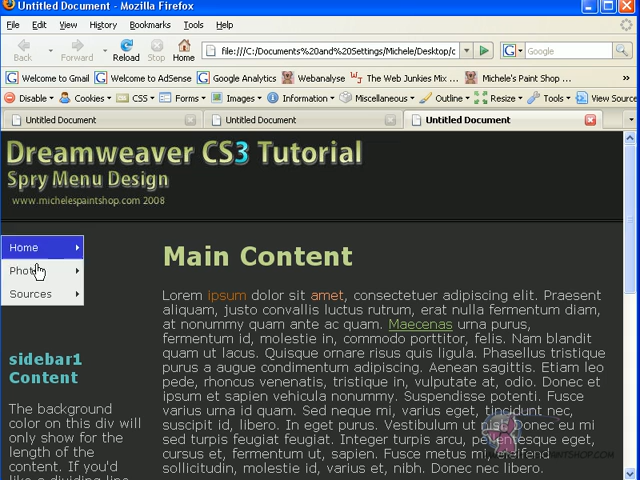 Untitled Document - Mozilla Firefox
File Edit View History Bookmarks Tools Help
Back Forward Reload Stop Home file:///C:/Documents%20and%20Settings/Michele/Desktop/c Google
Welcome to Gmail Welcome to AdSense Google Analytics Webanalyse The Web Junkies Mix ... Michele's Paint Shop ... »
Disable Cookies CSS Forms Images Information Miscellaneous Outline Resize Tools View Source
Untitled Document Untitled Document Untitled Document
Dreamweaver CS3 Tutorial
Spry Menu Design
www.michelespaintshop.com 2008
Home
Sources
Main Content
Lorem ipsum dolor sit amet, consectetuer adipiscing elit. Praesent
aliquam, justo convallis luctus rutrum, erat nulla fermentum diam,
at nonummy quam ante ac quam. Maecenas urna purus,
fermentum id, molestie in, commodo porttitor, felis. Nam blandit
quam ut lacus. Quisque ornare risus quis ligula. Phasellus tristique
purus a augue condimentum adipiscing. Aenean sagittis. Etiam leo
pede, rhoncus venenatis, tristique in, vulputate at, odio. Donec et
ipsum et sapien vehicula nonummy. Suspendisse potenti. Fusce
varius urna id quam. Sed neque mi, varius eget, tincidunt nec,
suscipit id, libero. In eget purus. Vestibulum ut nisl. Donec eu mi
sed turpis feugiat feugiat. Integer turpis arcu, pellentesque eget,
cursus et, fermentum ut, sapien. Fusce metus mi, eleifend
sollicitudin, molestie id, varius et, nibh. Donec nec libero.
sidebar1
Content
The background
color on this div will
only show for the
length of the
content. If you'd
like a dividing line